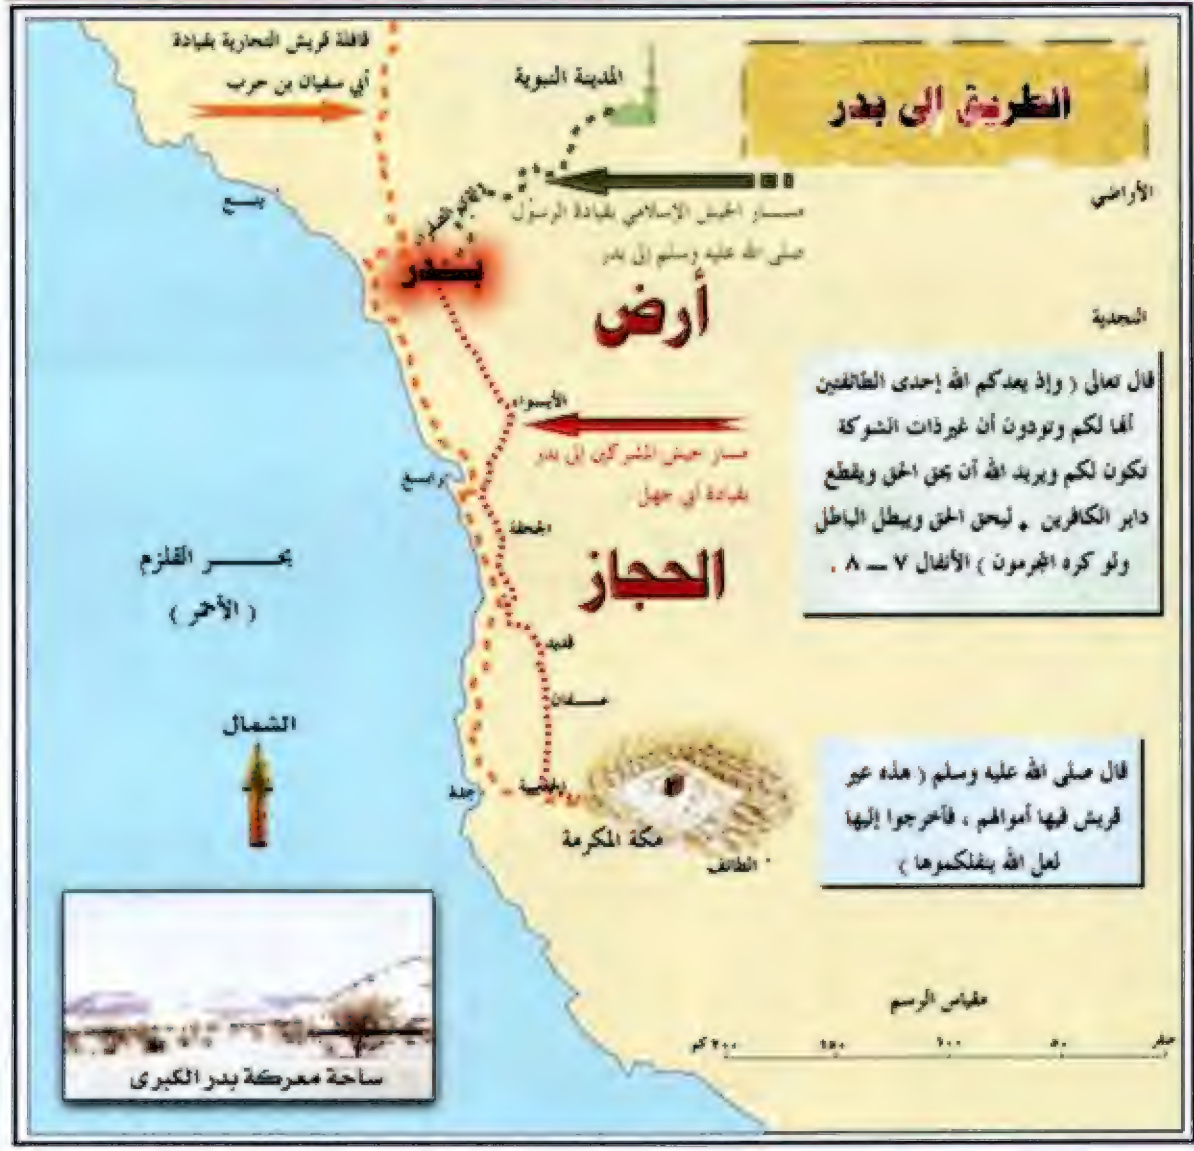 الطريق إلى بدر
قافلة قريش التجارية بقيادة
أبي سفيان بن حرب
المدينة النبوية
ينبع
مسار الجيش الإسلامي بقيادة الرسول
صلى الله عليه وسلم إلى بدر
بدر
الأراضي
النجدية
أرض
الحجاز
الأبواء
مسار جيش المشركين إلى بدر
بقيادة أبي جهل
رابغ
الجحفة
قديد
عسفان
الحديبية
جدة
مكة المكرمة
الطائف
بحر القلزم
( الأحمر )
الشمال
قال تعالى ( وإذ يعدكم الله إحدى الطائفتين
أنها لكم وتودون أن غير ذات الشوكة
تكون لكم ويريد الله أن يحق الحق ويقطع
دابر الكافرين . ليحق الحق ويبطل الباطل
ولو كره المجرمون ) الأنفال ٧ – ٨ .
قال صلى الله عليه وسلم ( هذه عير
قريش فيها أموالهم ، فأخرجوا إليها
لعل الله ينفلكموها )
مقياس الرسم
صفر ٥٠ ١٠٠ ١٥٠ ٢٠٠ كم
ساحة معركة بدر الكبرى